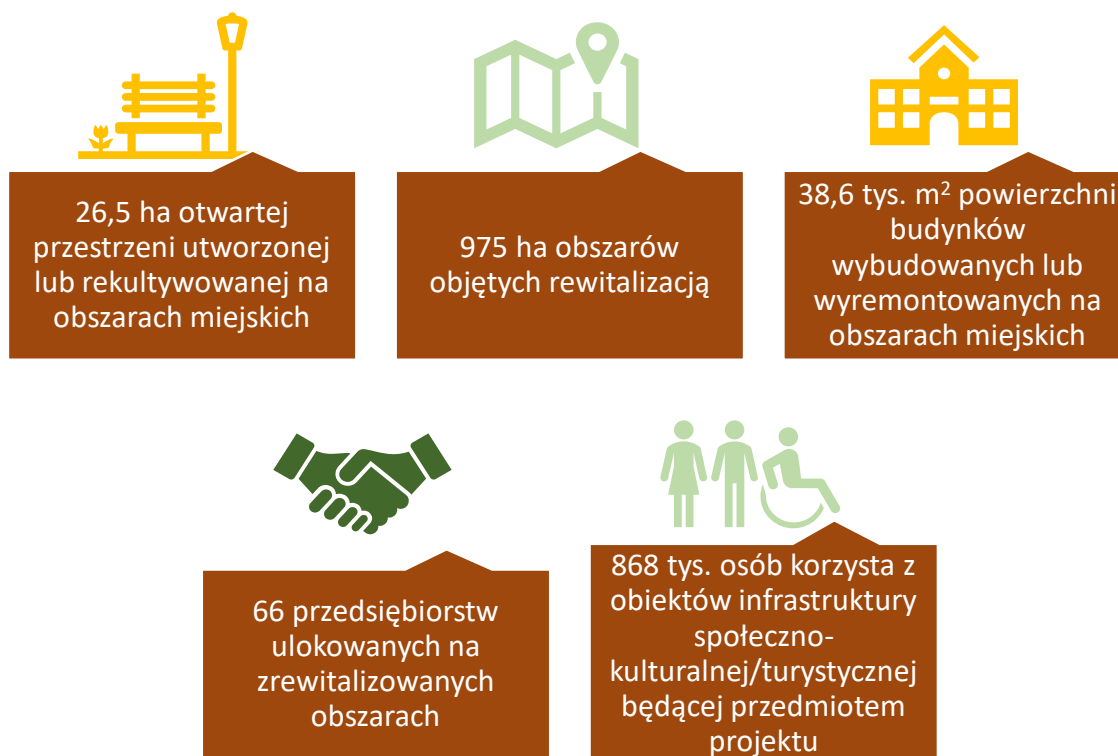 26,5 ha otwartej
przestrzeni utworzonej
lub rekultywowanej na
obszarach miejskich
975 ha obszarów
objętych rewitalizacją
38,6 tys. m² powierzchni
budynków
wybudowanych lub
wyremontowanych na
obszarach miejskich
66 przedsiębiorstw
ulokowanych na
zrewitalizowanych
obszarach
868 tys. osób korzysta z
obiektów infrastruktury
społeczno-
kulturalnej/turystycznej
będącej przedmiotem
projektu